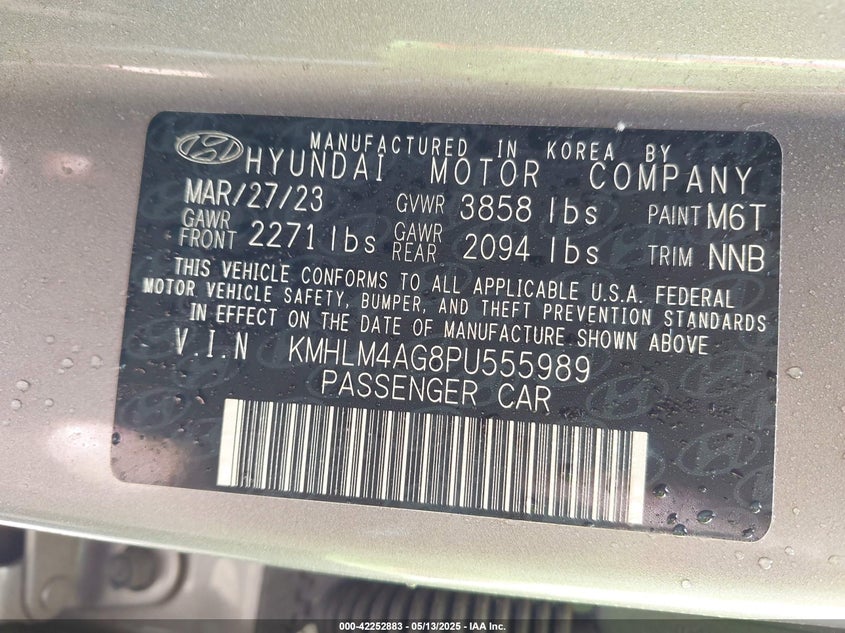 MANUFACTURED IN KOREA BY
HYUNDAI MOTOR COMPANY
MAR/27/23 GVWR 3858 lbs PAINT M6T
GAWR FRONT 2271 lbs GAWR REAR 2094 lbs TRIM NNB
THIS VEHICLE CONFORMS TO ALL APPLICABLE U.S.A. FEDERAL
MOTOR VEHICLE SAFETY, BUMPER, AND THEFT PREVENTION STANDARDS
IN EFFECT ON THE DATE OF MANUFACTURE SHOWN ABOVE
V.I.N KMHLM4AG8PU555989
PASSENGER CAR
000-42252883 / 05/13/2025 - IAA Inc.